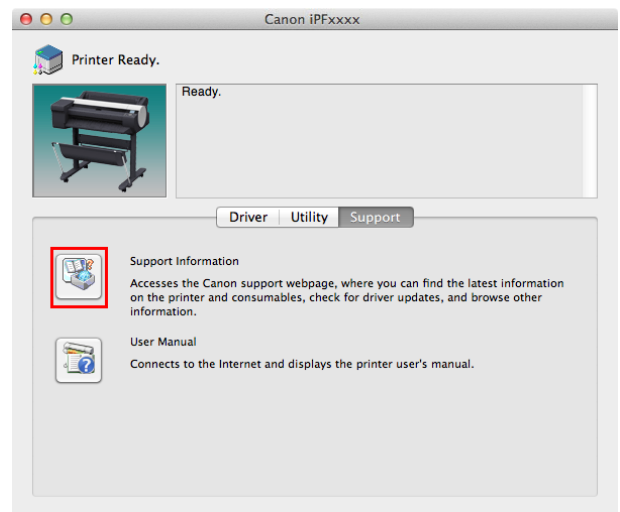 Canon iPFxxxx
Printer Ready.
Ready.
Driver Utility Support
Support Information
Accesses the Canon support webpage, where you can find the latest information
on the printer and consumables, check for driver updates, and browse other
information.
User Manual
Connects to the Internet and displays the printer user's manual.